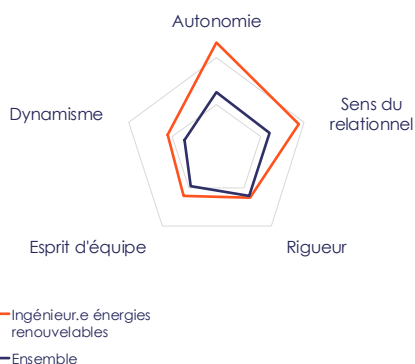 Autonomie
Sens du
relationnel
Dynamisme
Esprit d'équipe
Rigueur
Ingénieur.e énergies
renouvelables
Ensemble